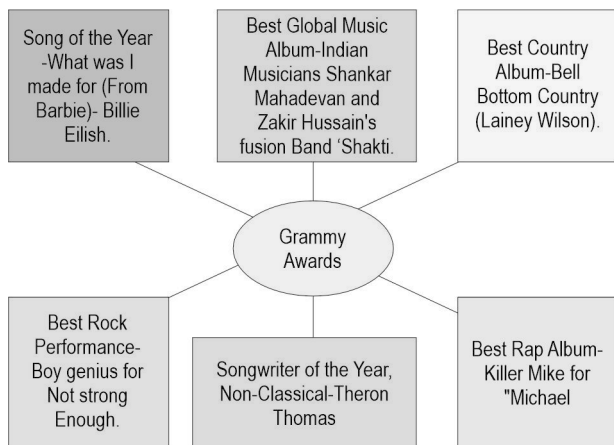 Song of the Year
-What was I
made for (From
Barbie)- Billie
Eilish.
Best Global Music
Album-Indian
Musicians Shankar
Mahadevan and
Zakir Hussain's
fusion Band ‘Shakti.
Best Country
Album-Bell
Bottom Country
(Lainey Wilson).
Grammy
Awards
Best Rock
Performance-
Boy genius for
Not strong
Enough.
Songwriter of the Year,
Non-Classical-Theron
Thomas
Best Rap Album-
Killer Mike for
"Michael